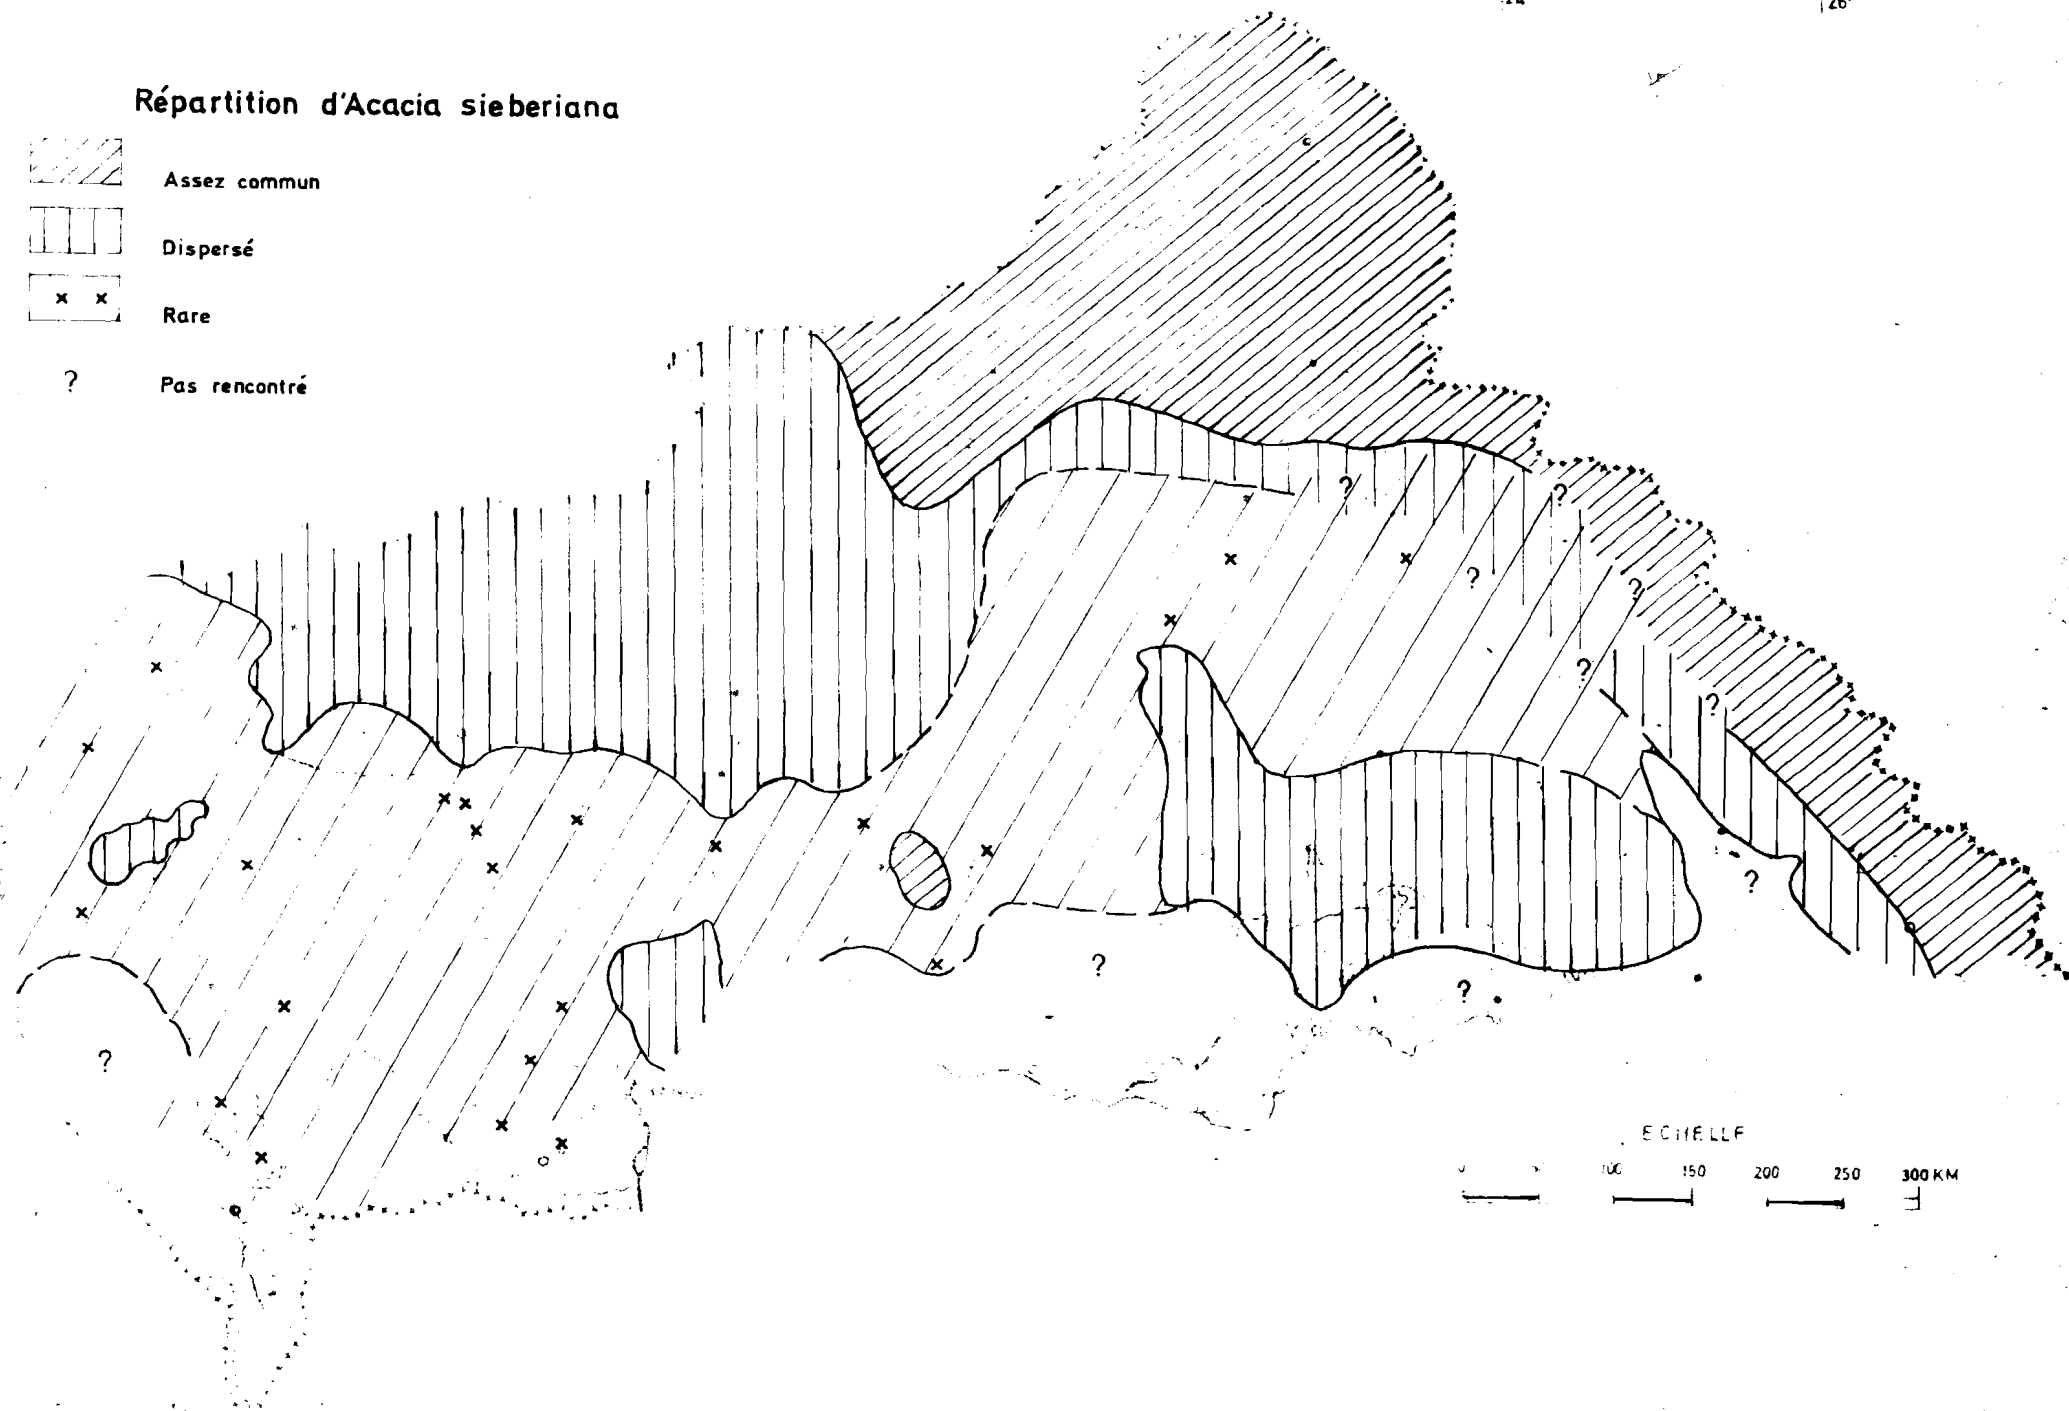 Répartition d'Acacia sieberiana
Assez commun
Dispersé
x x
Rare
? Pas rencontré
ECHELLE
100 150 200 250 300 KM